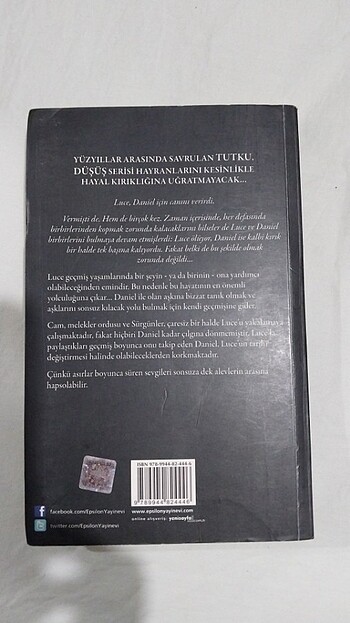 YÜZYILLAR ARASINDA SAVRULAN TUTKU,
DÜŞÜŞ SERİSİ HAYRANLARINI KESİNLİKLE
HAYAL KIRIKLIĞINA UĞRATMAYACAK...
Luce, Daniel için canını verirdi.
Vermişti de. Hem de birçok kez. Zaman içerisinde, her defasında
birbirlerinden kopmak zorunda kalacaklarını bilseler de Luce ve Daniel
birbirlerini bulmaya devam etmişlerdi: Luce ölüyor, Daniel ise kalbi kırık
bir halde tek başına kalıyordu. Fakat belki de bu şekilde olmak
zorunda değildi...
Luce geçmiş yaşamlarında bir şeyin - ya da birinin - ona yardımcı
olabileceğinden emindir. Bu nedenle bu hayatının en önemli
yolculuğuna çıkar... Daniel ile olan aşkına bizzat tanık olmak ve
aşklarını sonsuz kılacak yolu bulmak için kendi geçmişine gider.
Cam, melekler ordusu ve Sürgünler, çaresiz bir halde Luce'u yakalamaya
çalışmaktadır, fakat hiçbiri Daniel kadar çılgına dönmemiştir. Luce'la
paylaştıkları geçmiş boyunca onu takip eden Daniel, Luce'un tarihi
değiştirmesi halinde olabileceklerden korkmaktadır.
Çünkü asırlar boyunca süren sevgileri sonsuza dek alevlerin arasına
hapsolabilir.
ISBN 978-9944-82-444-6
9 789944 824446
facebook.com/EpsilonYayinevi
www.epsilonyayinevi.com
twitter.com/EpsilonYayinevi
online alışveriş: